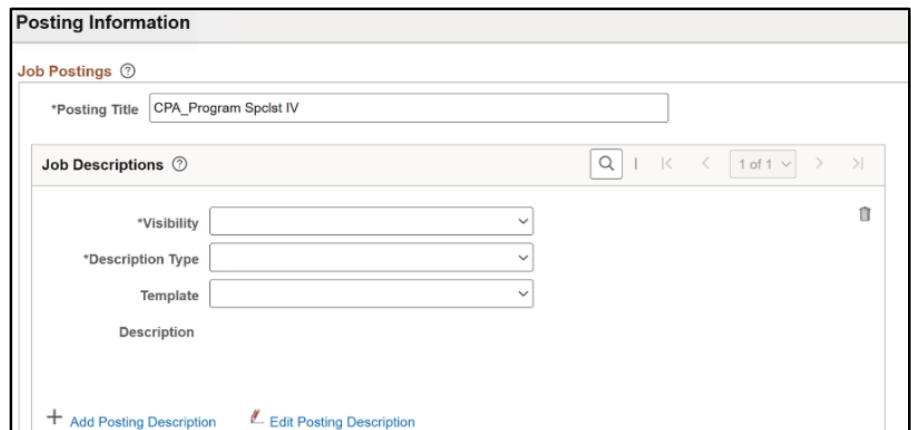 Posting Information
Job Postings ?
*Posting Title CPA_Program Spclst IV
Job Descriptions ? 1 of 1
*Visibility
*Description Type
Template
Description
Add Posting Description Edit Posting Description